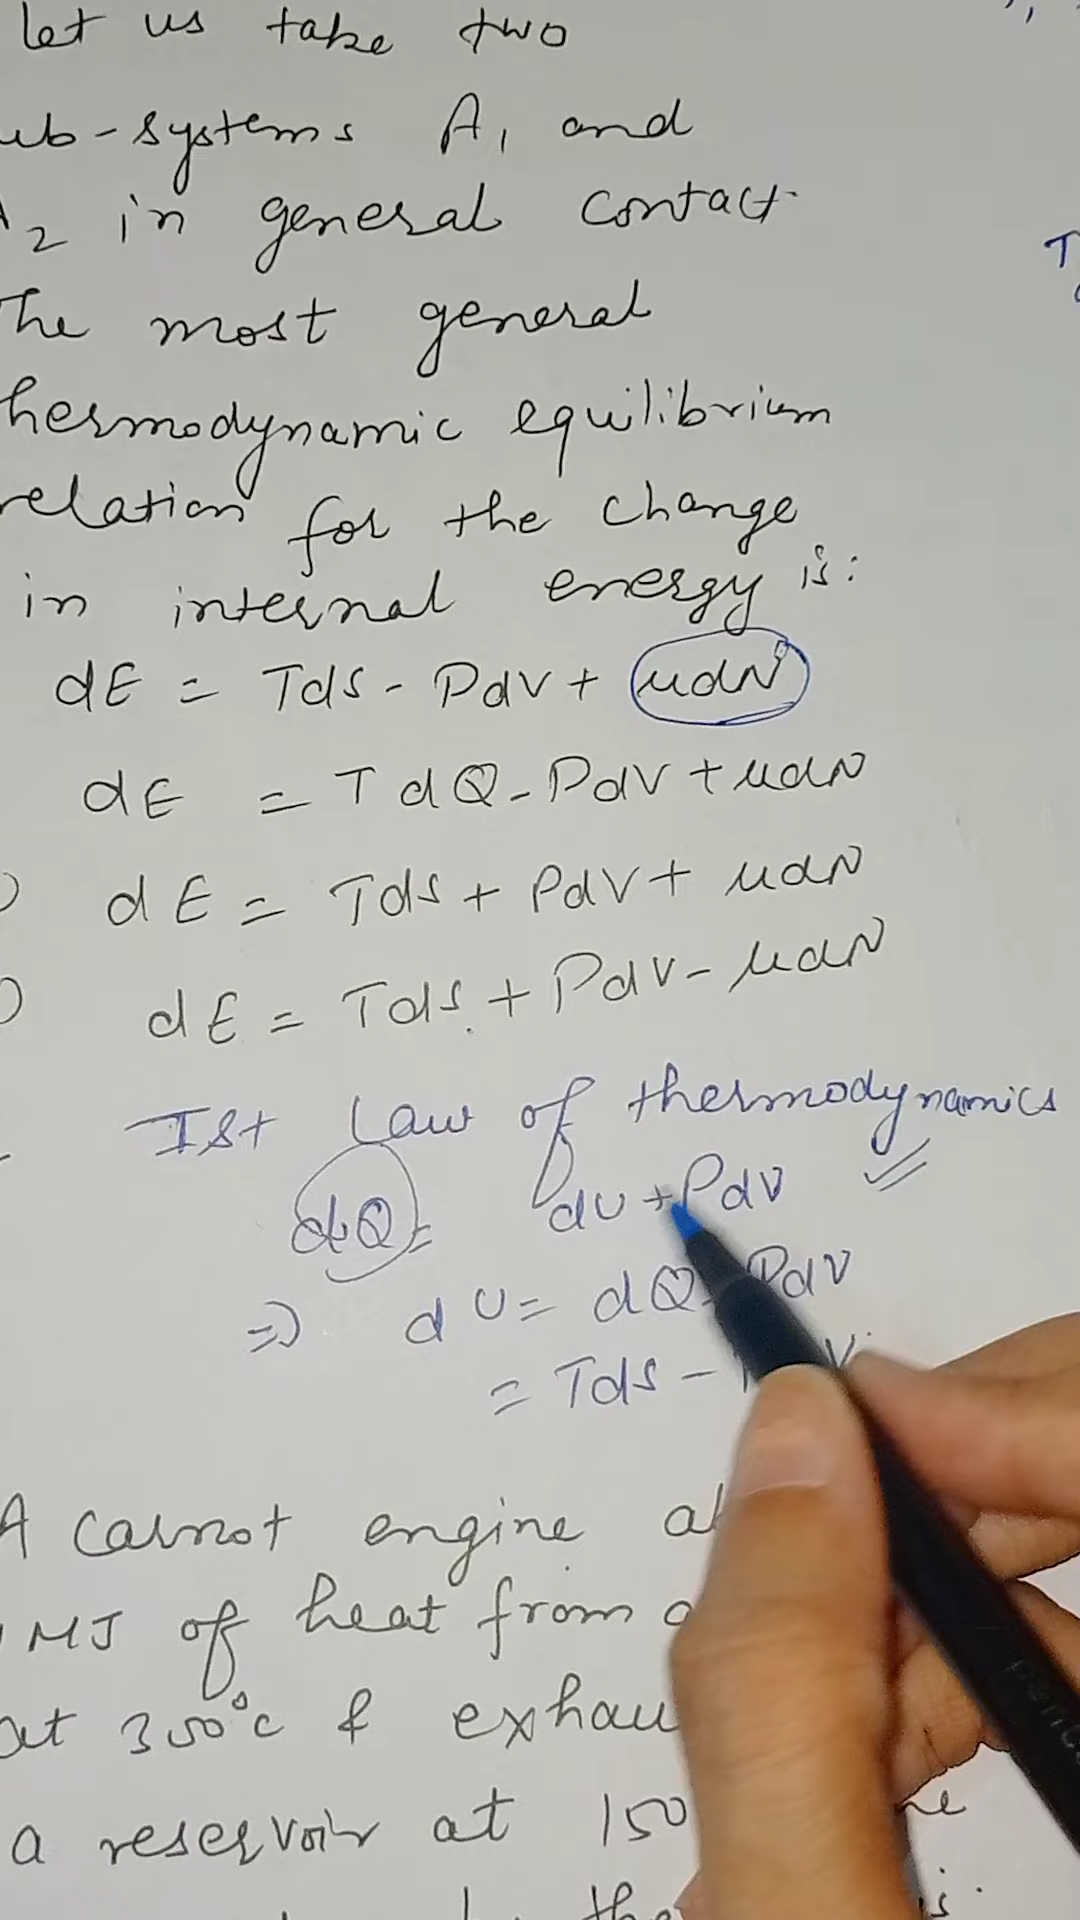 let us take two
ub-systems A1 and
2 in general contact.
The most general
hermodynamic equilibrium
relation for the change
in internal energy is:
dE = Tds - Pdv + μdN
dE = T dQ - Pdv + μdN
dE = Tds + Pdv + μdN
dE = Tds + Pdv - μdN
Ist Law of thermodynamics
dQ = dU + Pdv
⇒ dU = dQ Pdv
= Tds -
A carnot engine
MJ of heat from
at 350°c & exhau
a reservoir at 150